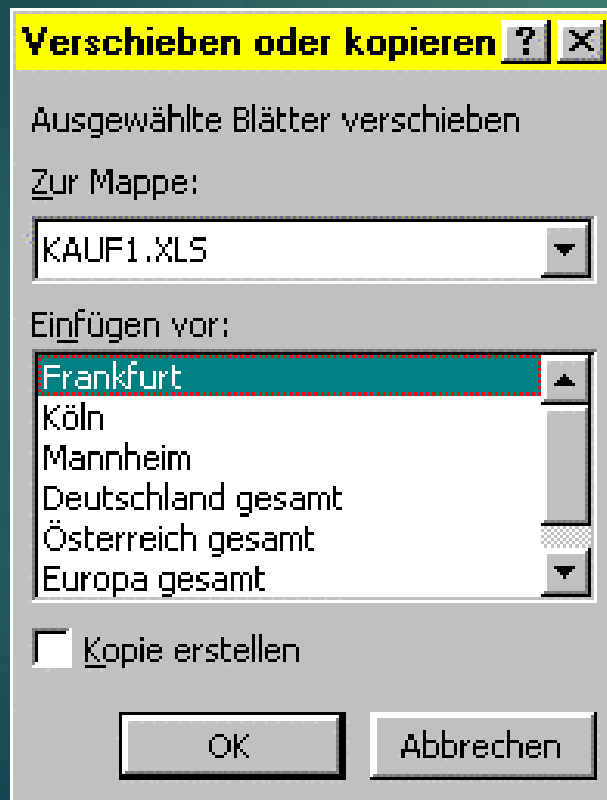 Verschieben oder kopieren ? ×
Ausgewählte Blätter verschieben
Zur Mappe:
KAUF1.XLS
Einfügen vor:
Frankfurt
Köln
Mannheim
Deutschland gesamt
Österreich gesamt
Europa gesamt
Kopie erstellen
OK Abbrechen